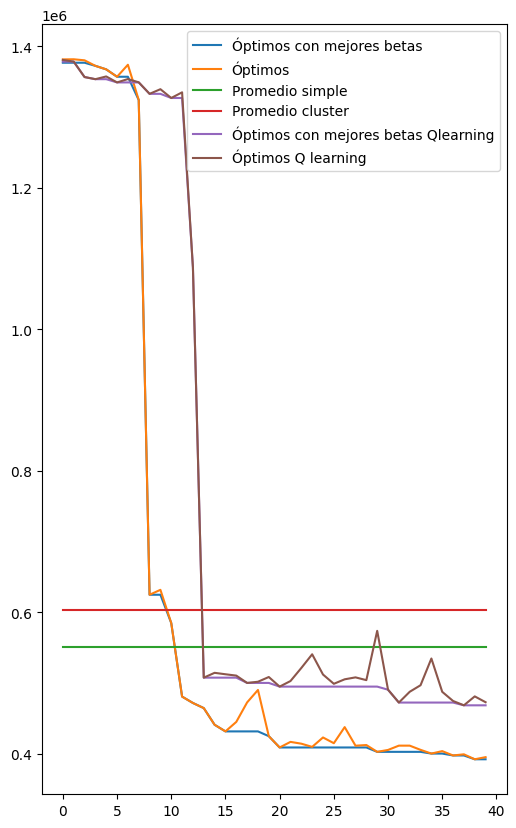 1e6
Óptimos con mejores betas
Óptimos
Promedio simple
Promedio cluster
Óptimos con mejores betas Qlearning
Óptimos Q learning
1.4
1.2
1.0
0.8
0.6
0.4
0 5 10 15 20 25 30 35 40